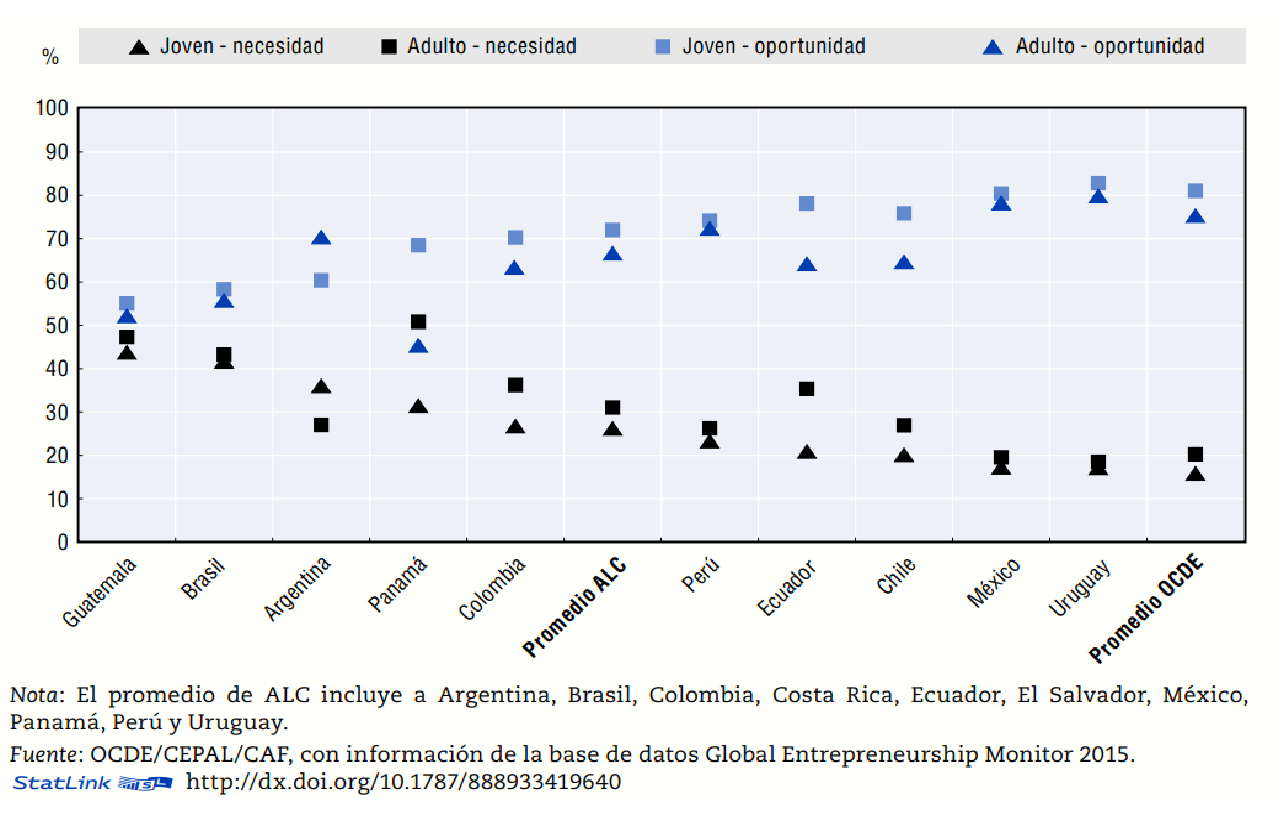 %
Joven - necesidad Adulto - necesidad Joven - oportunidad Adulto - oportunidad
100
90
80
70
60
50
40
30
20
10
0
Guatemala
Brasil
Argentina
Panamá
Colombia
Promedio ALC
Perú
Ecuador
Chile
México
Uruguay
Promedio OCDE
Nota: El promedio de ALC incluye a Argentina, Brasil, Colombia, Costa Rica, Ecuador, El Salvador, México,
Panamá, Perú y Uruguay.
Fuente: OCDE/CEPAL/CAF, con información de la base de datos Global Entrepreneurship Monitor 2015.
StatLink http://dx.doi.org/10.1787/888933419640